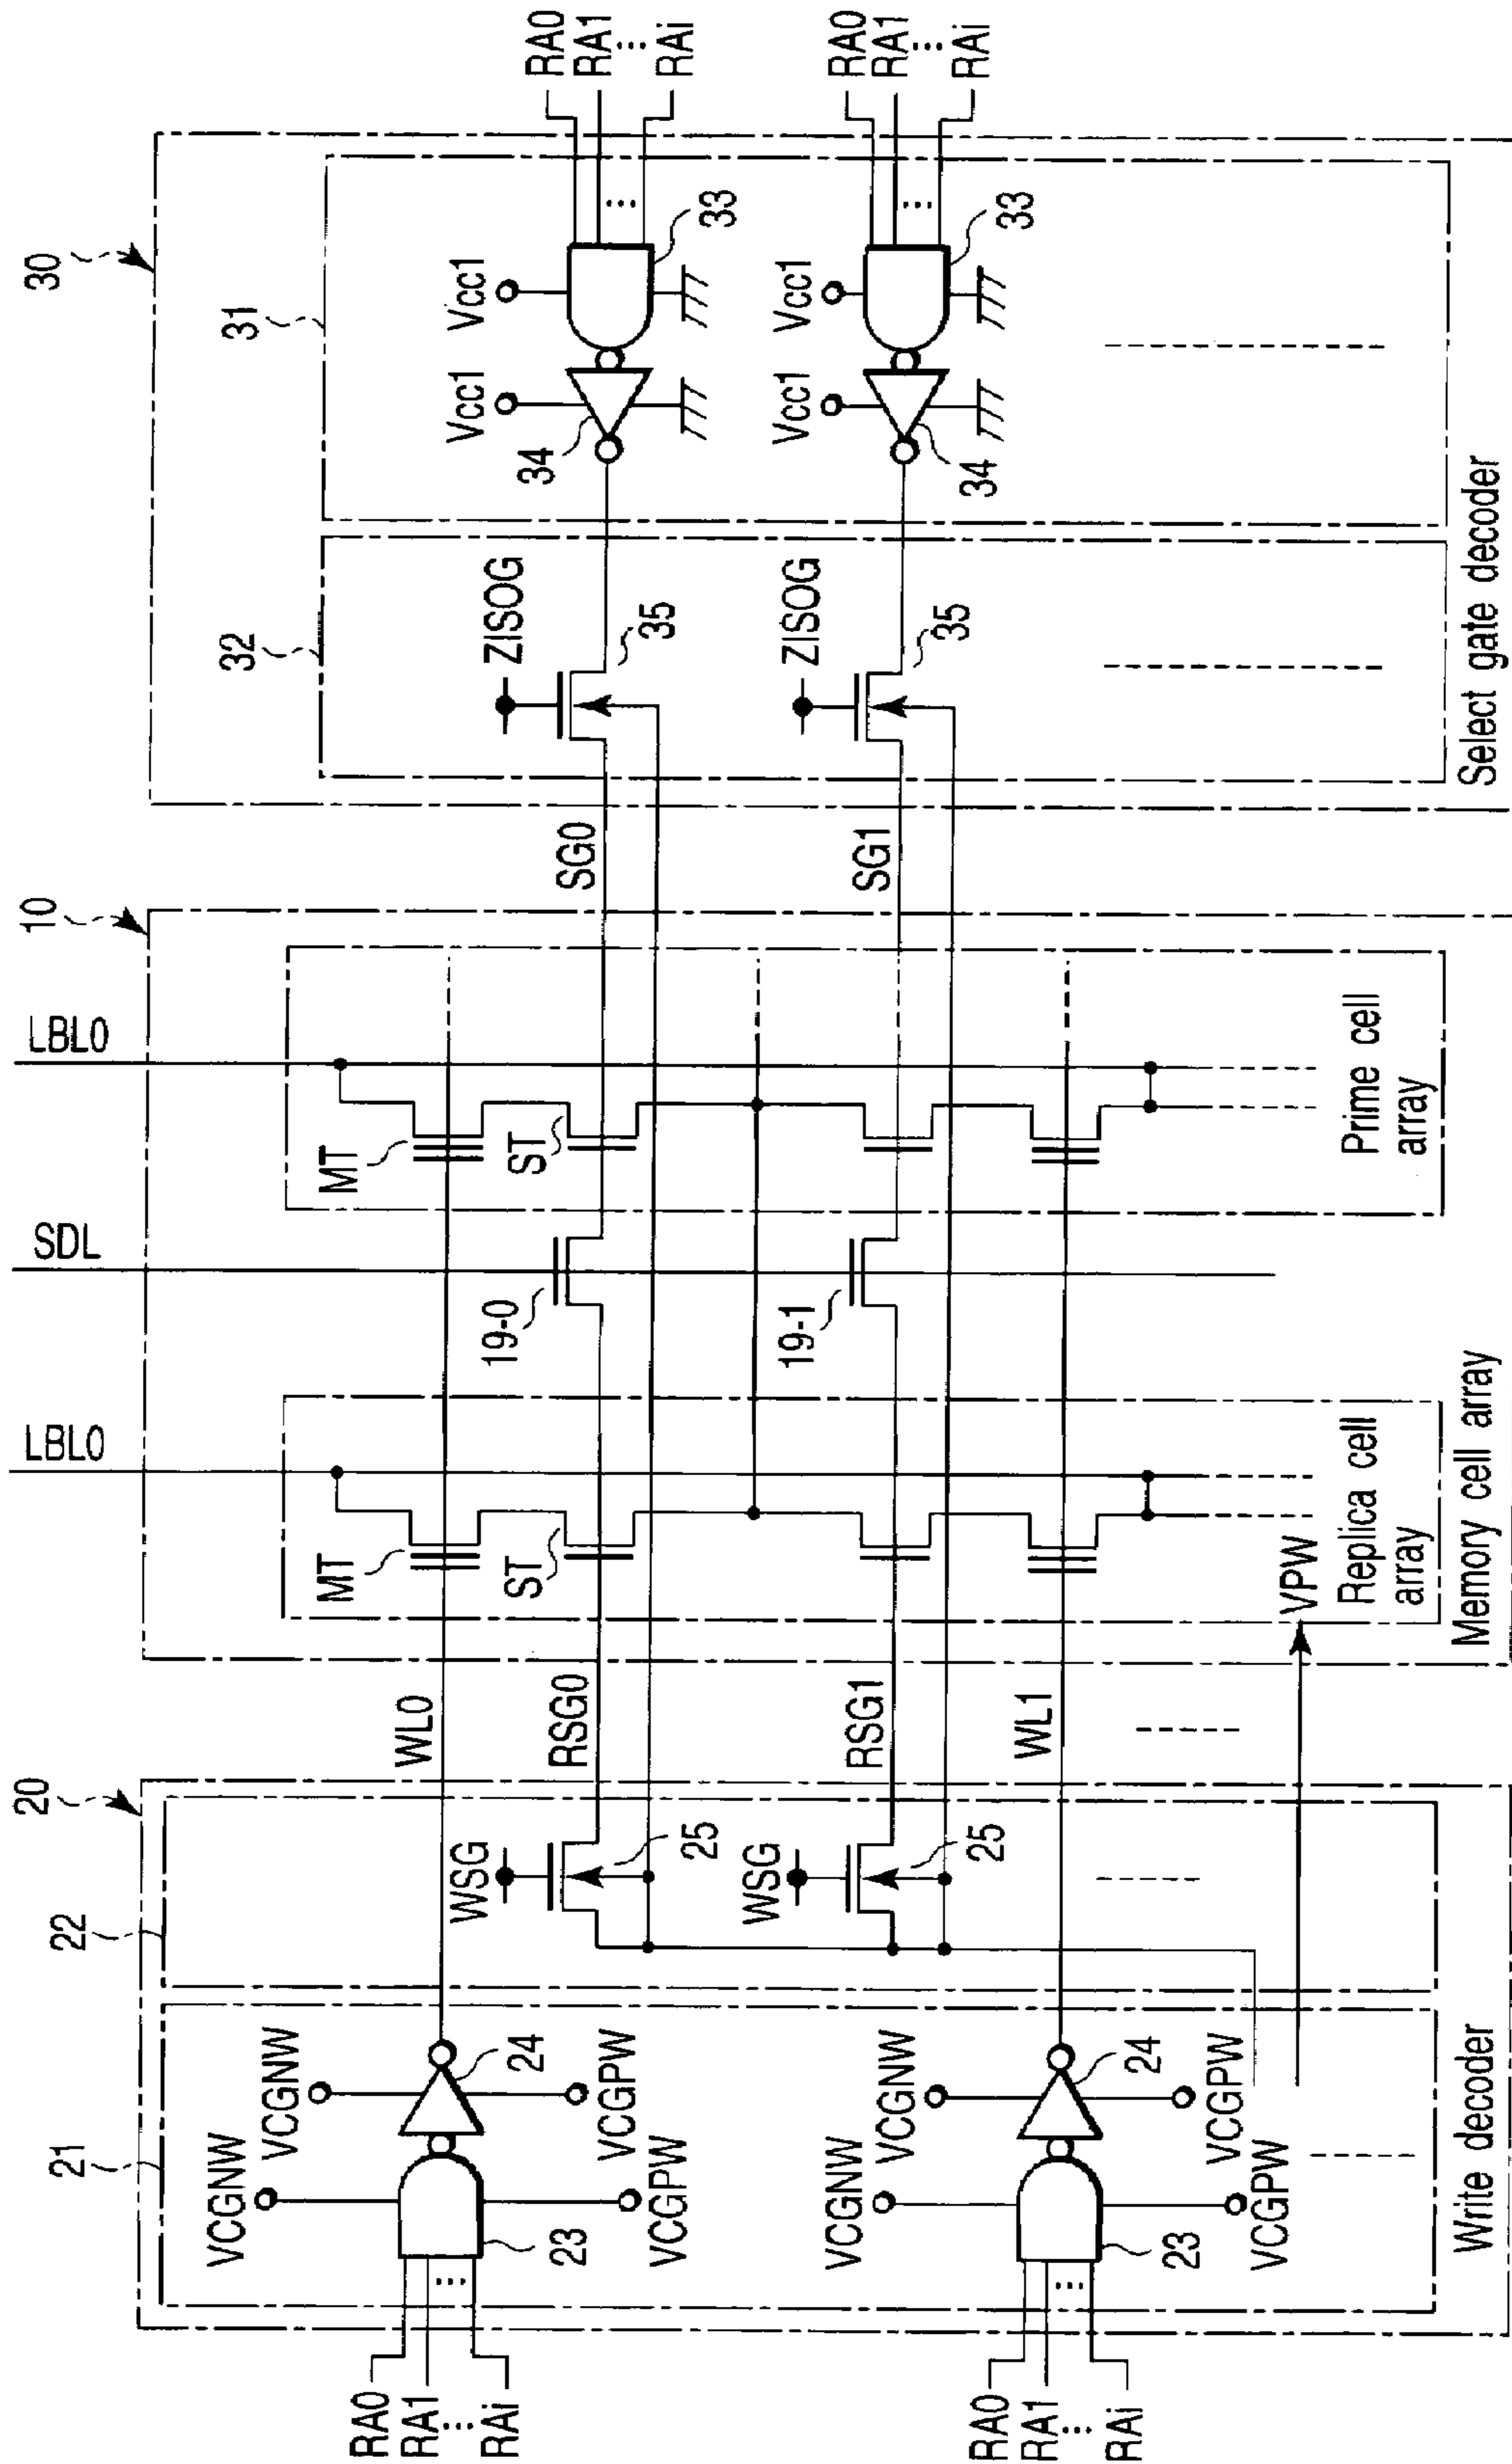 20
21
22
RA0
RA1
RAi
VCGNW
VCGNW
23
24
VCGPW
VCGPW
WSG
25
WSG
25
RA0
RA1
RAi
VCGNW
VCGNW
23
24
VCGPW
VCGPW
Write decoder
WL0
RSG0
RSG1
WL1
VPW
10
LBL0
SDL
LBL0
MT
ST
19-0
19-1
MT
ST
Replica cell
array
Prime cell
array
Memory cell array
SG0
SG1
30
31
32
ZISOG
35
ZISOG
35
Vcc1
Vcc1
34
33
RA0
RA1
RAi
Vcc1
Vcc1
34
33
RA0
RA1
RAi
Select gate decoder